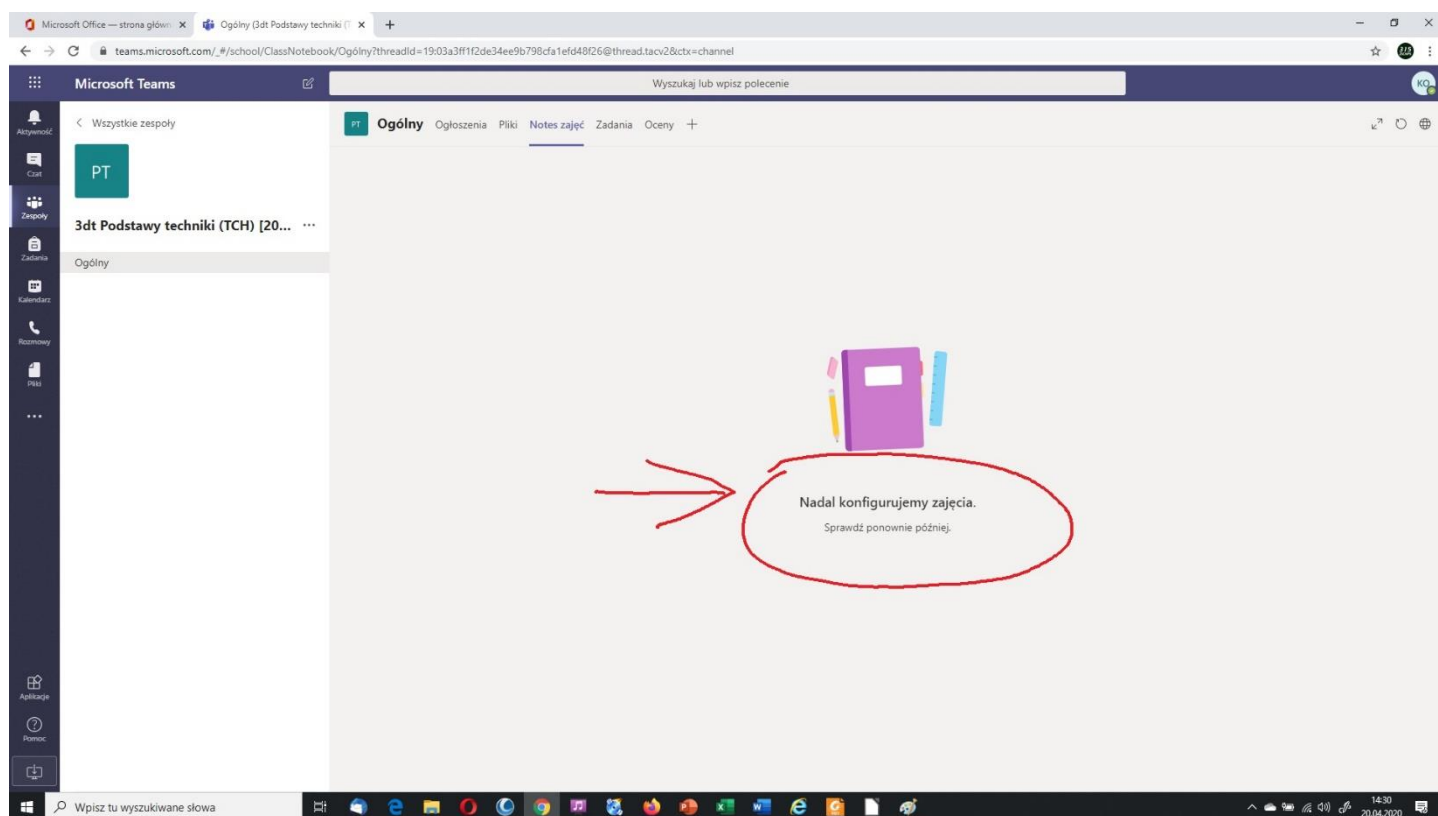 Microsoft Office — strona główn
Ogólny (3dt Podstawy techniki (T
teams.microsoft.com/_#/school/ClassNotebook/Ogólny?threadId=19:03a3ff1f2de34ee9b798cfa1efd48f26@thread.tacv2&ctx=channel
Microsoft Teams
Wyszukaj lub wpisz polecenie
KO
Aktywność
Czat
Zespoły
Zadania
Kalendarz
Rozmowy
Pliki
Aplikacje
Pomoc
Wszystkie zespoły
PT
3dt Podstawy techniki (TCH) [20...
Ogólny
PT Ogólny Ogłoszenia Pliki Notes zajęć Zadania Oceny
Nadal konfigurujemy zajęcia.
Sprawdź ponownie później.
Wpisz tu wyszukiwane słowa
14:30
20.04.2020